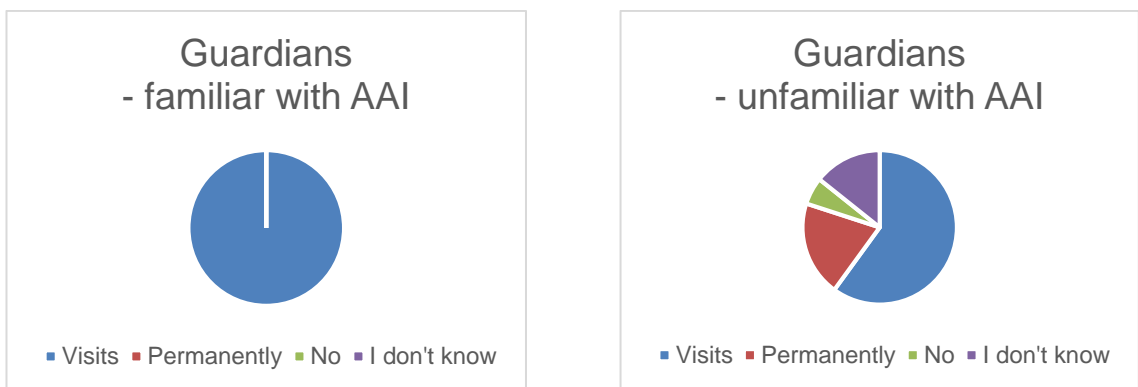 Guardians
- familiar with AAI
Visits Permanently No I don't know
Guardians
- unfamiliar with AAI
Visits Permanently No I don't know